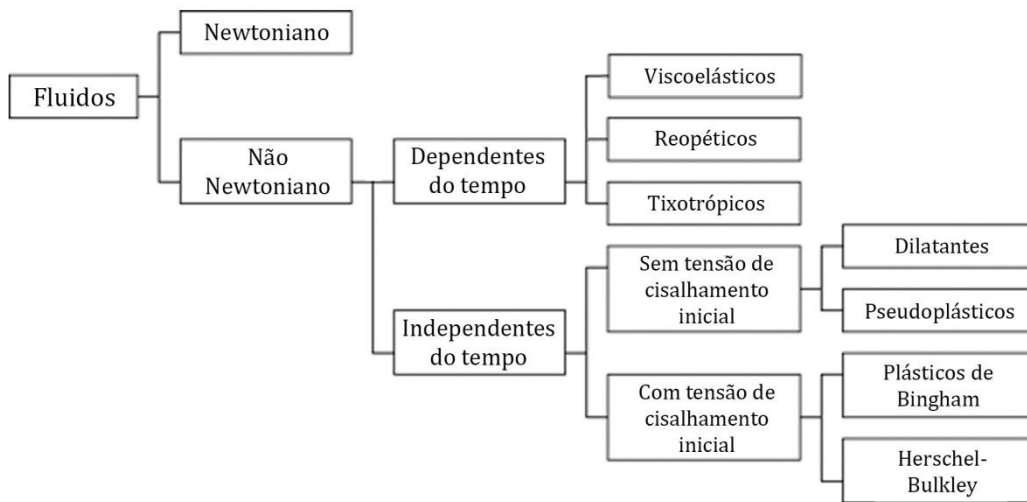 Fluidos
Newtoniano
Não
Newtoniano
Dependentes
do tempo
Viscoelásticos
Reopéticos
Tixotrópicos
Independentes
do tempo
Sem tensão de
cisalhamento
inicial
Dilatantes
Pseudoplásticos
Com tensão de
cisalhamento
inicial
Plásticos de
Bingham
Herschel-
Bulkley